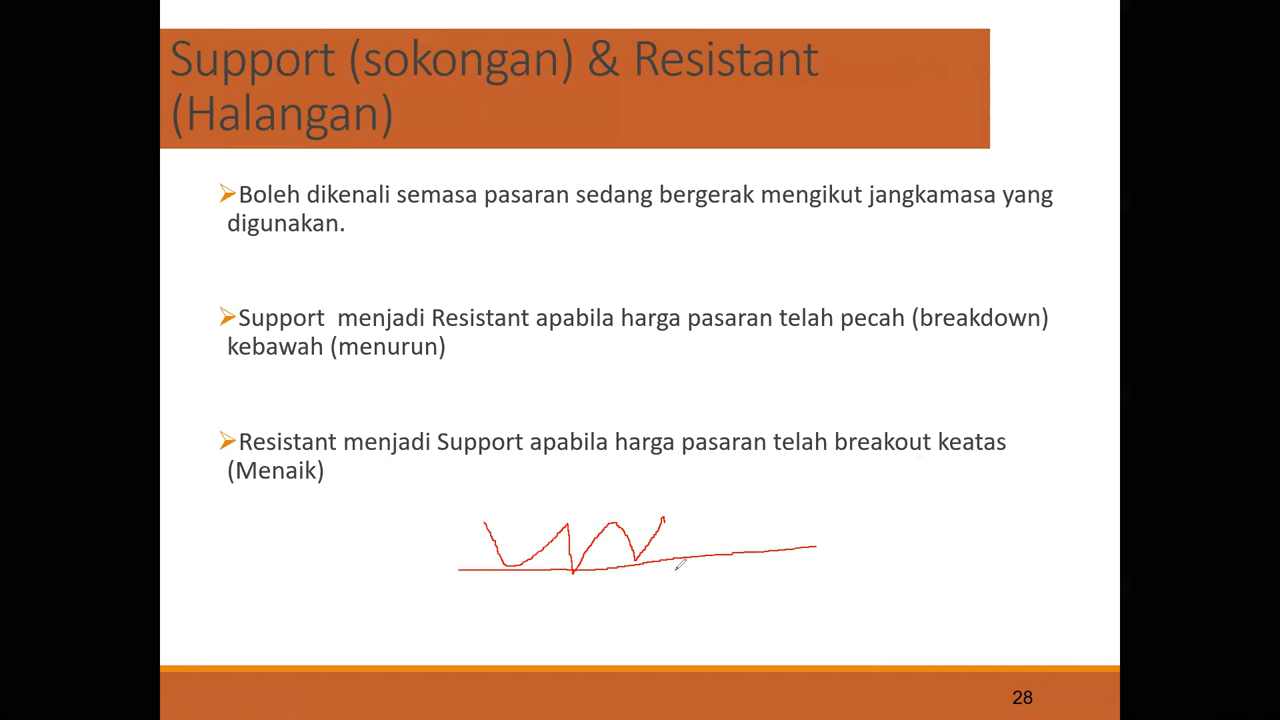 Support (sokongan) & Resistant
(Halangan)
Boleh dikenali semasa pasaran sedang bergerak mengikut jangkamasa yang
digunakan.
Support menjadi Resistant apabila harga pasaran telah pecah (breakdown)
kebawah (menurun)
Resistant menjadi Support apabila harga pasaran telah breakout keatas
(Menaik)
28